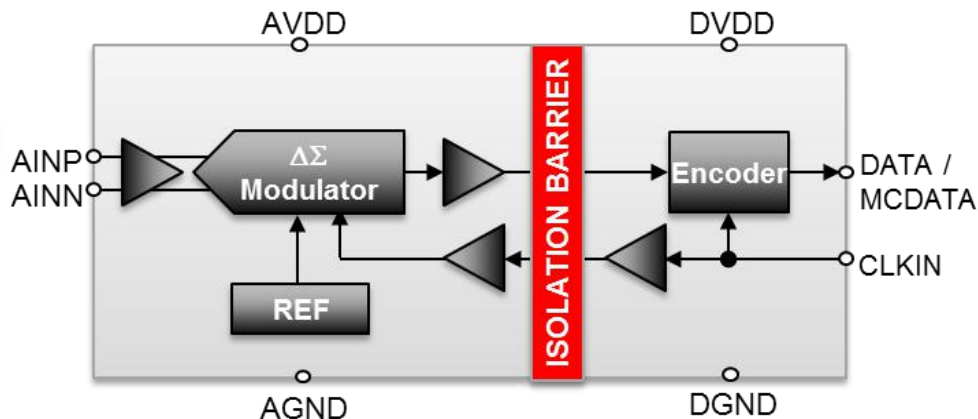 AVDD
DVDD
AINP
AINN
ΔΣ
Modulator
REF
ISOLATION BARRIER
Encoder
DATA /
MCDATA
CLKIN
AGND
DGND